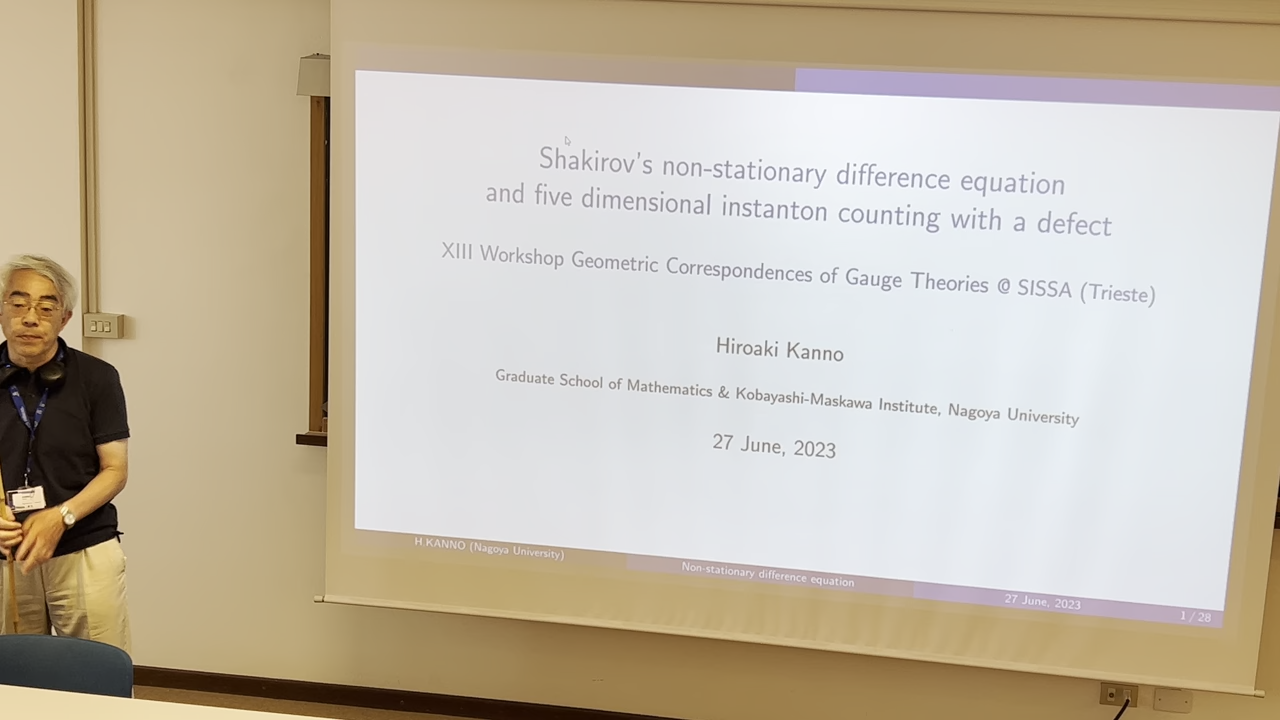 Shakirov's non-stationary difference equation
and five dimensional instanton counting with a defect
XIII Workshop Geometric Correspondences of Gauge Theories @ SISSA (Trieste)
Hiroaki Kanno
Graduate School of Mathematics & Kobayashi-Maskawa Institute, Nagoya University
27 June, 2023
H.KANNO (Nagoya University)
Non-stationary difference equation
27 June, 2023
1 / 28